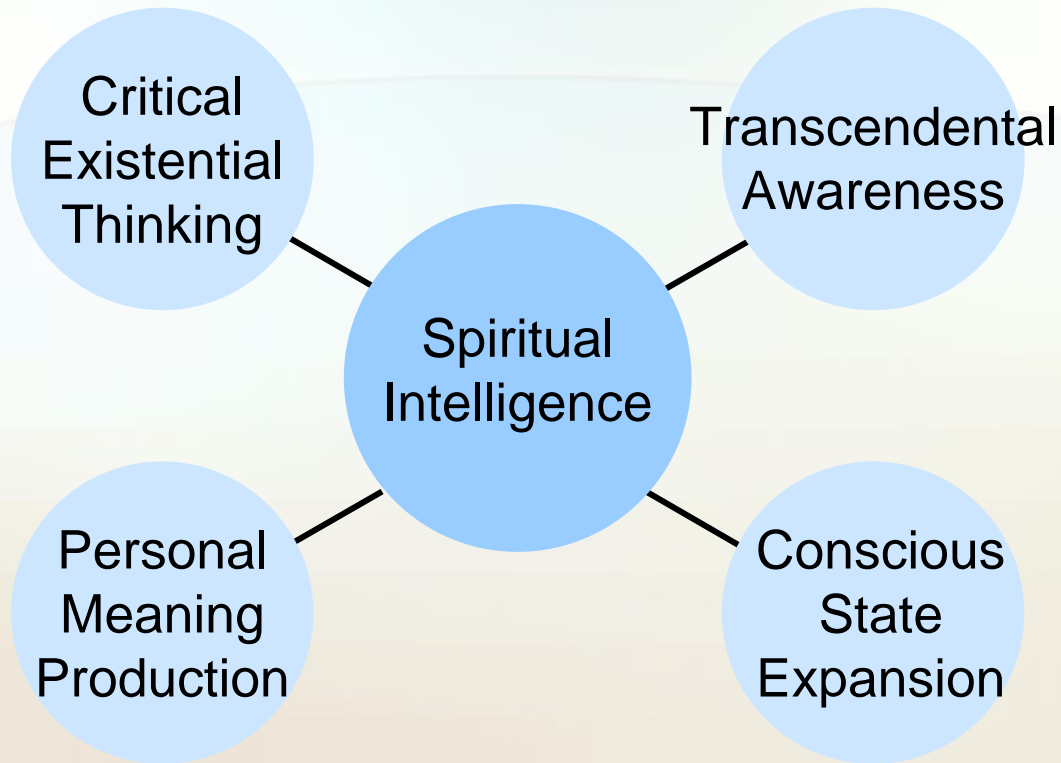 Critical
Existential
Thinking
Transcendental
Awareness
Spiritual
Intelligence
Personal
Meaning
Production
Conscious
State
Expansion